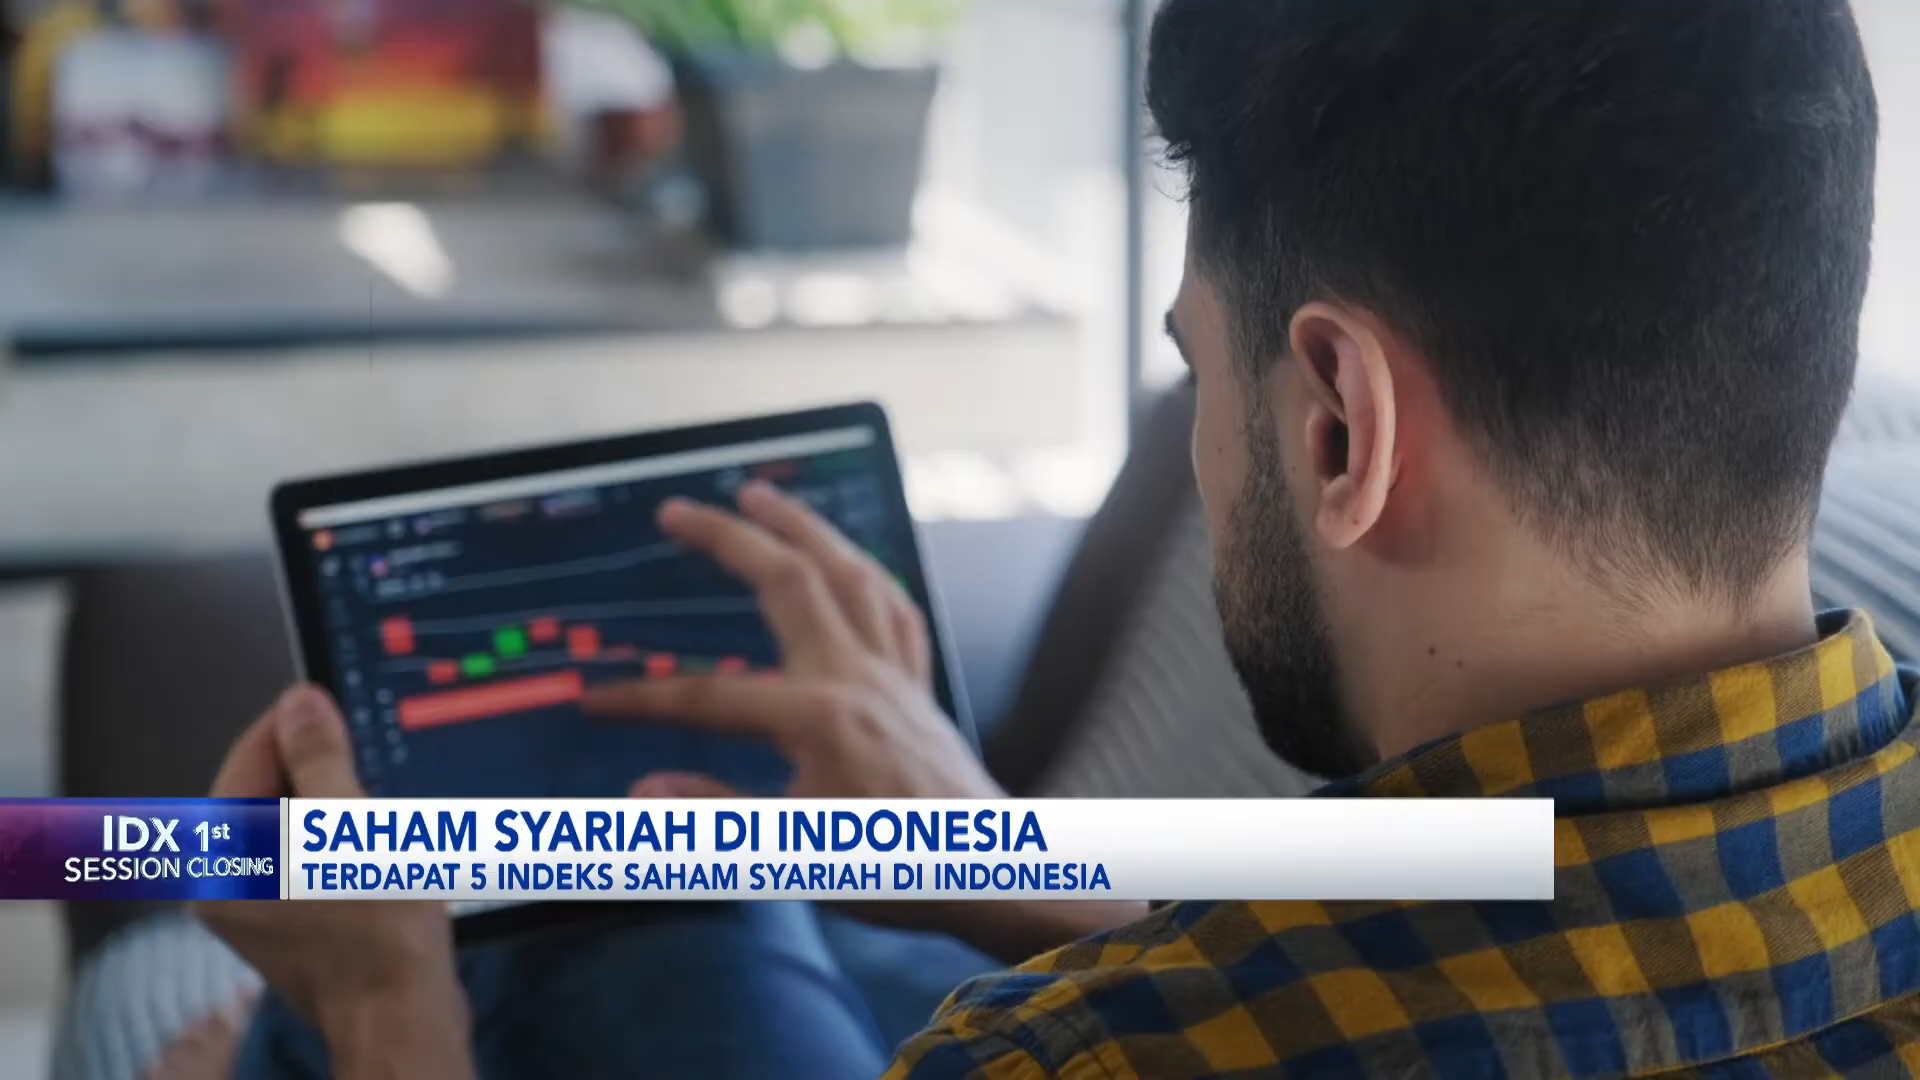 IDX 1st
SESSION CLOSING
SAHAM SYARIAH DI INDONESIA
TERDAPAT 5 INDEKS SAHAM SYARIAH DI INDONESIA